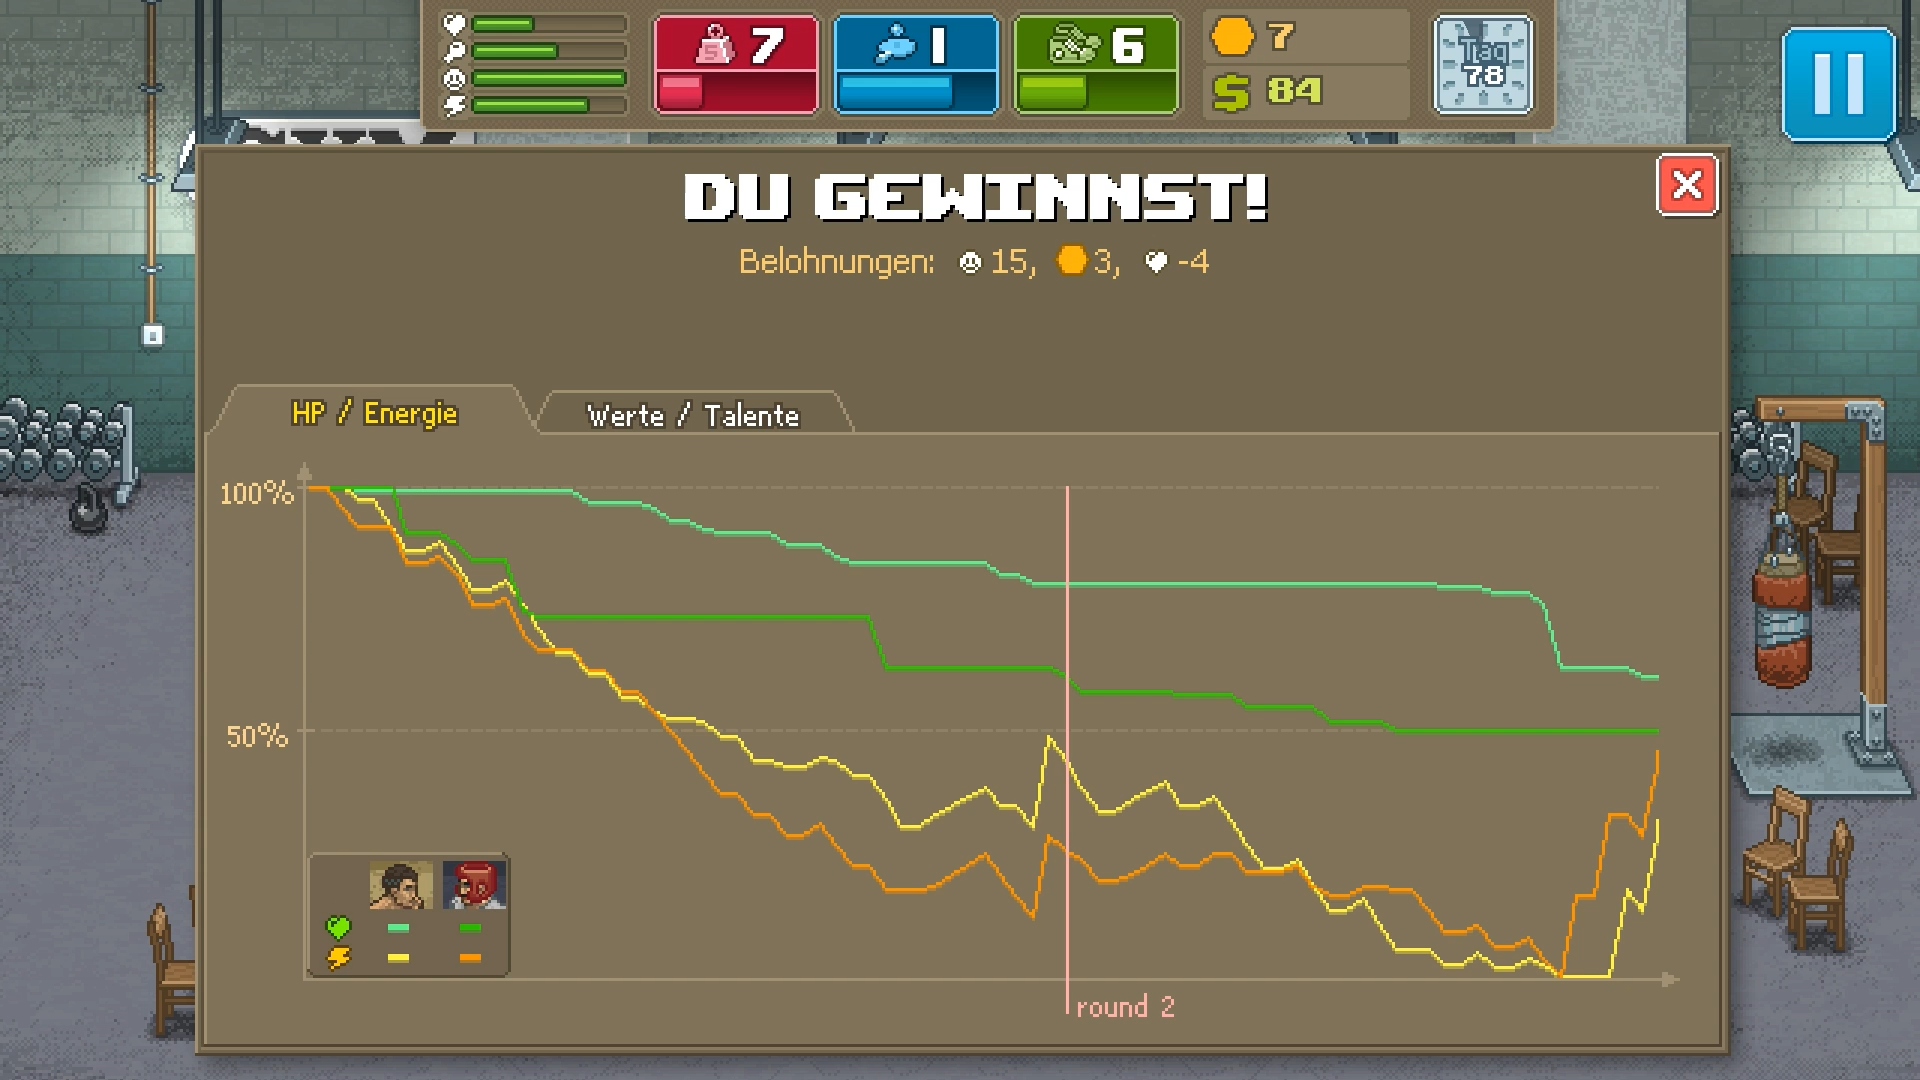 7
1
6
7
84
Tag
78
DU GEWINNST!
Belohnungen: 15, 3, -4
HP / Energie
Werte / Talente
100%
50%
round 2